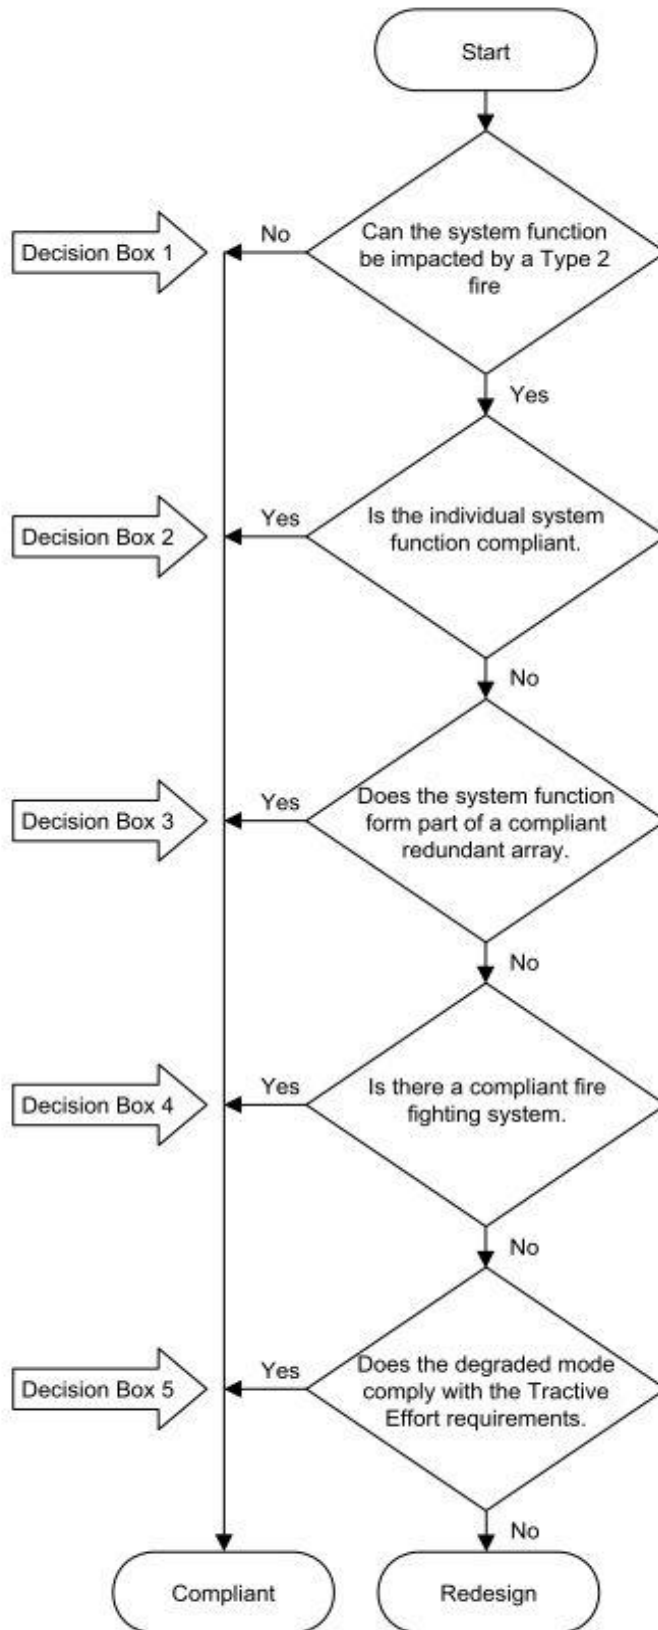 Start
Decision Box 1
No
Can the system function
be impacted by a Type 2
fire
Yes
Decision Box 2
Yes
Is the individual system
function compliant.
No
Decision Box 3
Yes
Does the system function
form part of a compliant
redundant array.
No
Decision Box 4
Yes
Is there a compliant fire
fighting system.
No
Decision Box 5
Yes
Does the degraded mode
comply with the Tractive
Effort requirements.
No
Compliant
Redesign